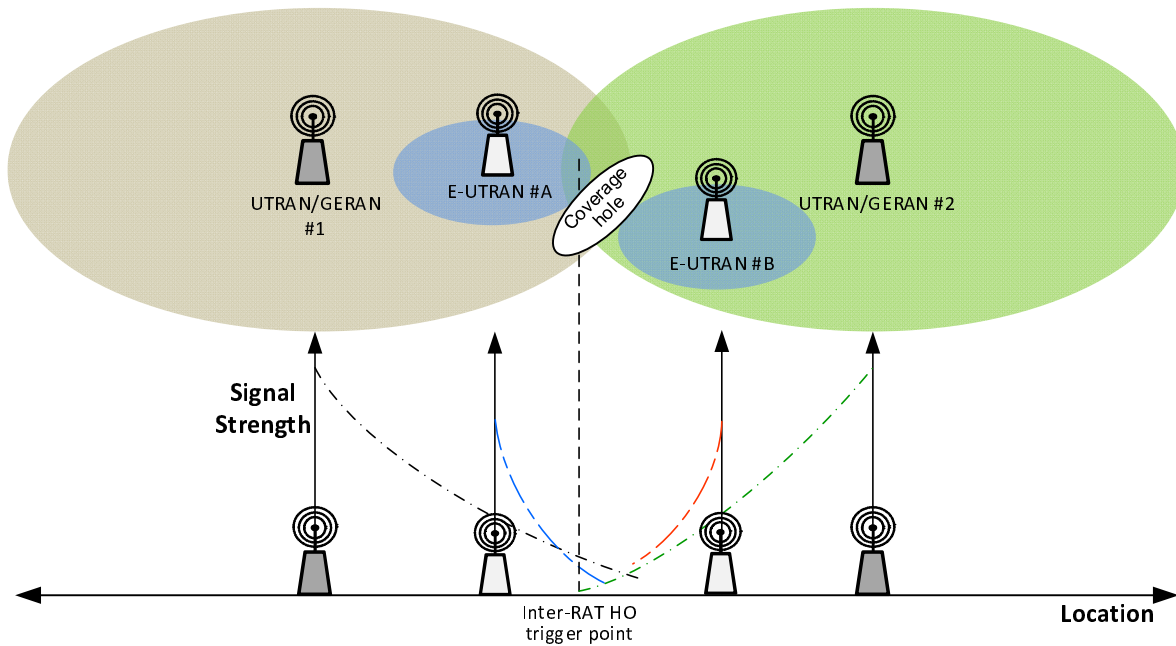 UTRAN/GERAN
#1
E-UTRAN #A
Coverage
hole
UTRAN/GERAN #2
E-UTRAN #B
Signal
Strength
Inter-RAT HO
trigger point
Location